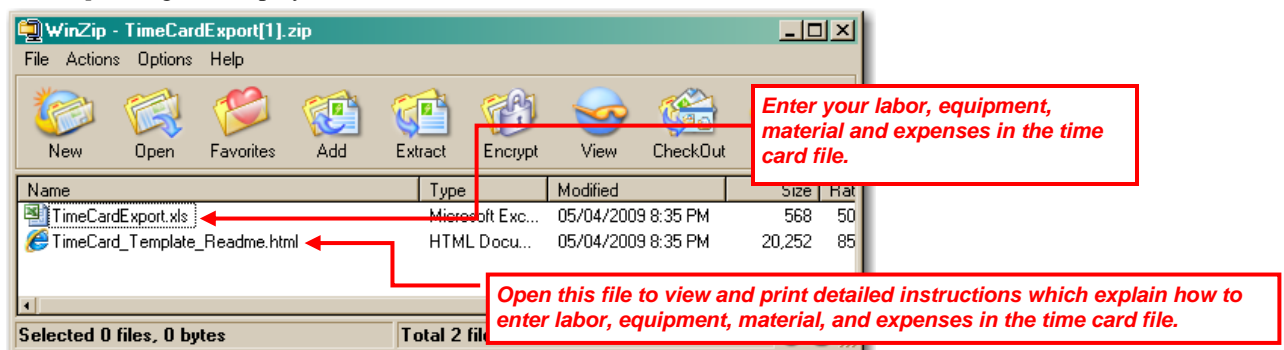 WinZip - TimeCardExport[1].zip
File Actions Options Help
New Open Favorites Add Extract Encrypt View CheckOut
Enter your labor, equipment,
material and expenses in the time
card file.
Name Type Modified Size Rat
TimeCardExport.xls Microsoft Exc... 05/04/2009 8:35 PM 568 50
TimeCard_Template_Readme.html HTML Docu... 05/04/2009 8:35 PM 20,252 85
Open this file to view and print detailed instructions which explain how to
enter labor, equipment, material, and expenses in the time card file.
Selected 0 files, 0 bytes Total 2 file